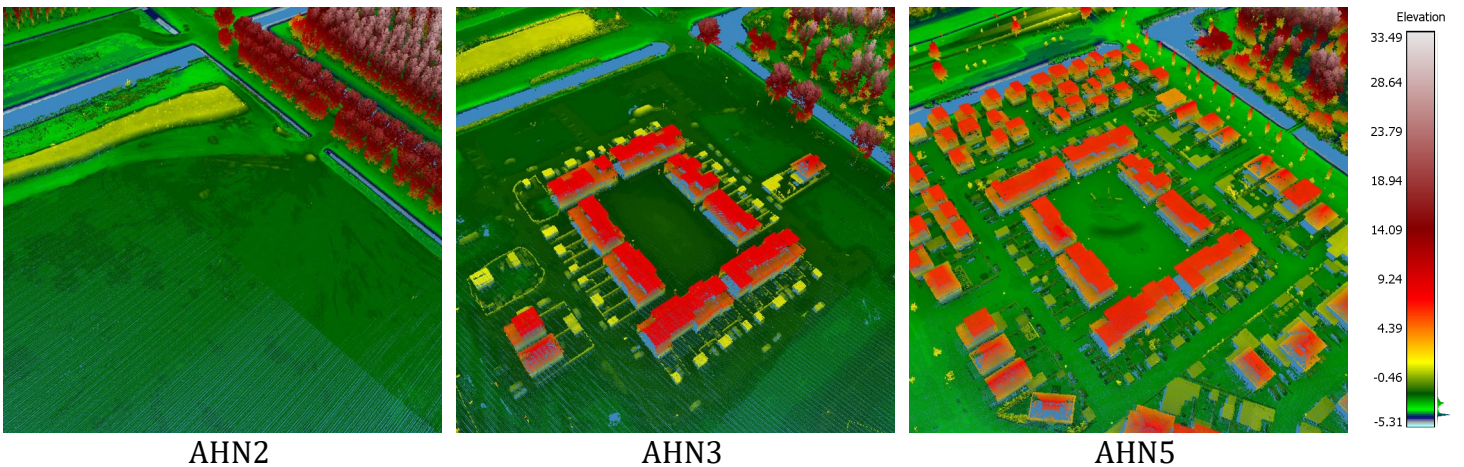 Elevation
33.49
28.64
23.79
18.94
14.09
9.24
4.39
-0.46
-5.31
AHN2
AHN3
AHN5